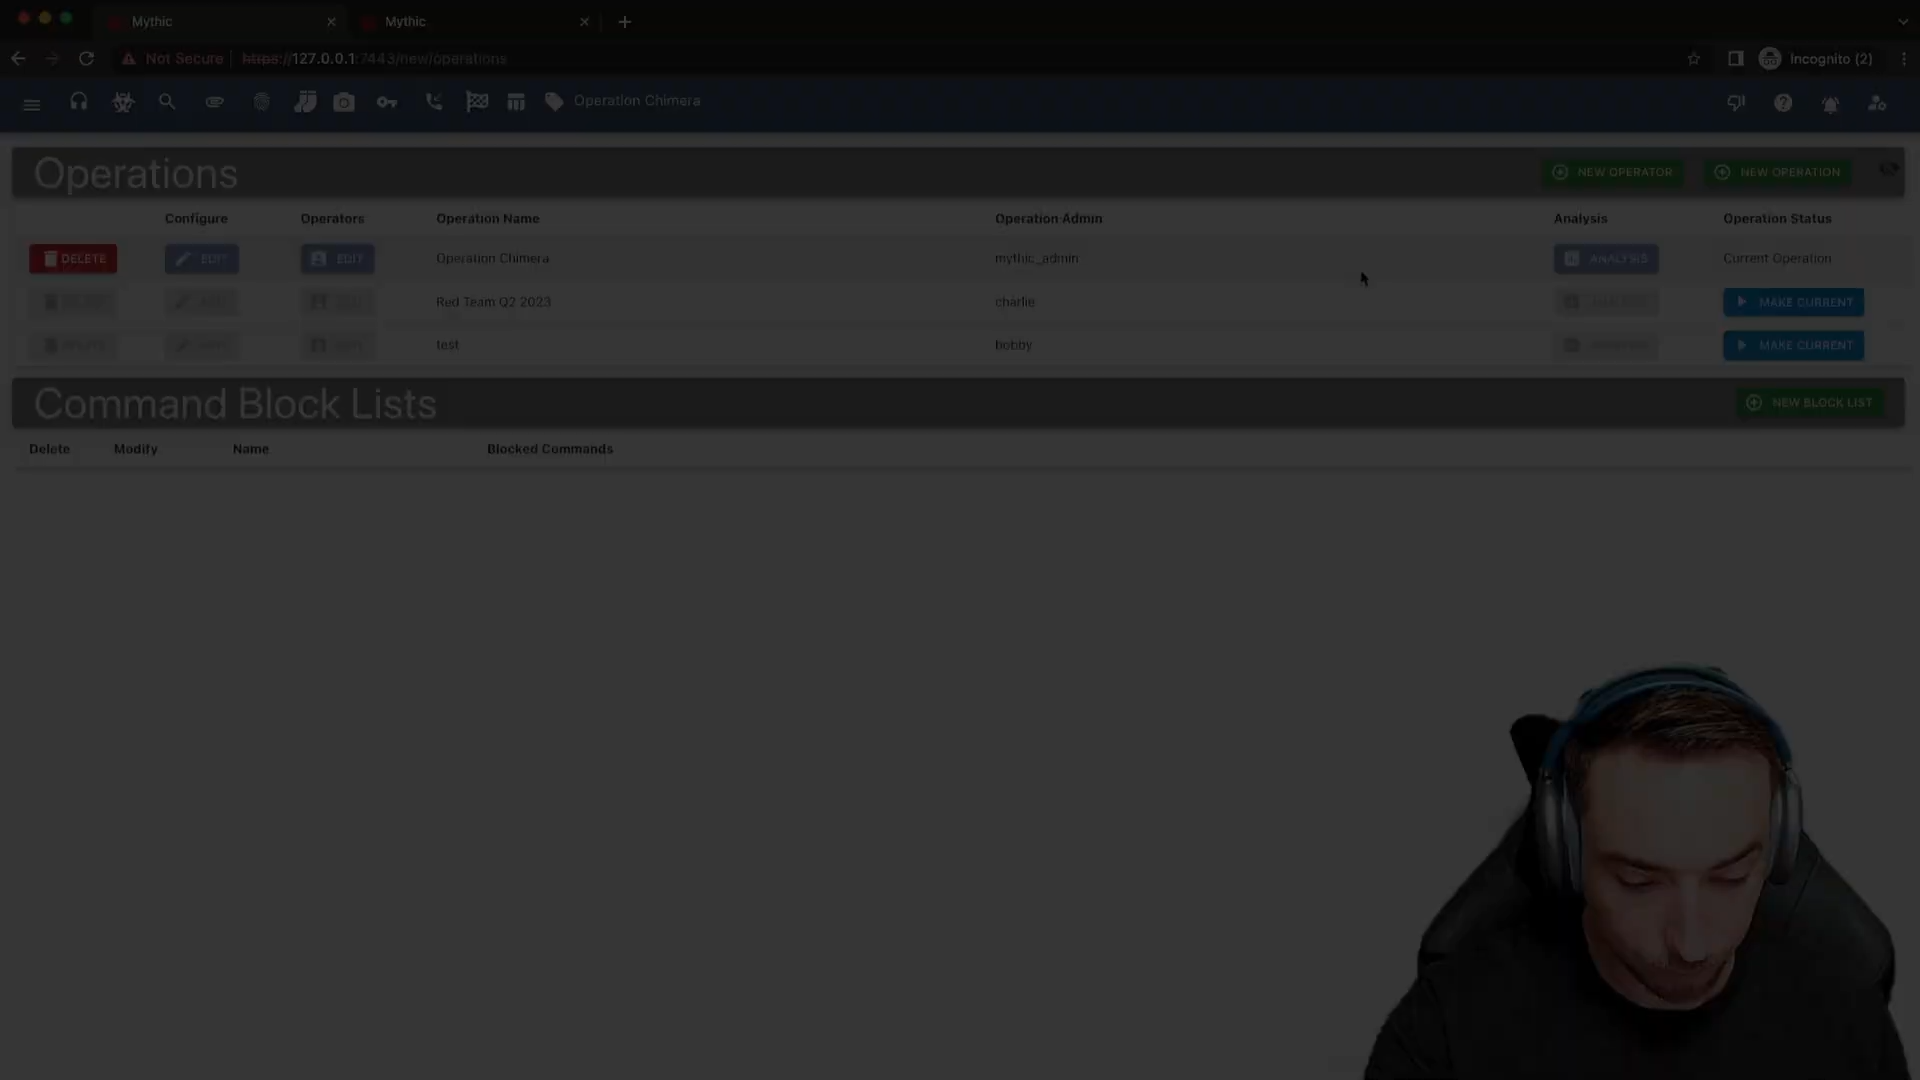 Mythic
Mythic
Not Secure https://127.0.0.1:7443/new/operations
Incognito (2)
Operation Chimera
Operations
NEW OPERATOR
NEW OPERATION
Configure Operators Operation Name Operation Admin Analysis Operation Status
DELETE EDIT EDIT Operation Chimera mythic_admin ANALYSIS Current Operation
Red Team Q2 2023 charlie MAKE CURRENT
test bobby MAKE CURRENT
Command Block Lists
NEW BLOCK LIST
Delete Modify Name Blocked Commands